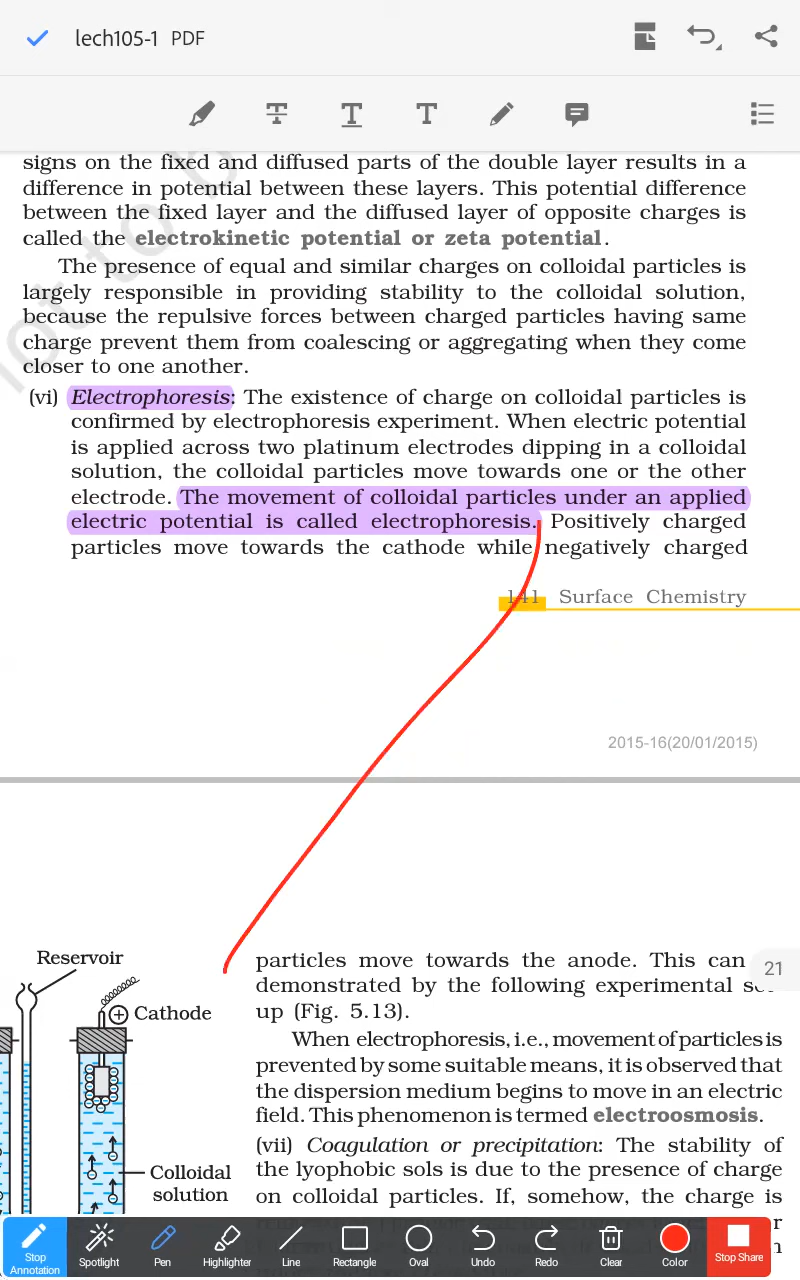 lech105-1 PDF
signs on the fixed and diffused parts of the double layer results in a
difference in potential between these layers. This potential difference
between the fixed layer and the diffused layer of opposite charges is
called the electrokinetic potential or zeta potential.
The presence of equal and similar charges on colloidal particles is
largely responsible in providing stability to the colloidal solution,
because the repulsive forces between charged particles having same
charge prevent them from coalescing or aggregating when they come
closer to one another.
(vi) Electrophoresis: The existence of charge on colloidal particles is
confirmed by electrophoresis experiment. When electric potential
is applied across two platinum electrodes dipping in a colloidal
solution, the colloidal particles move towards one or the other
electrode. The movement of colloidal particles under an applied
electric potential is called electrophoresis. Positively charged
particles move towards the cathode while negatively charged
141 Surface Chemistry
2015-16(20/01/2015)
Reservoir
Cathode
Colloidal
solution
particles move towards the anode. This can
demonstrated by the following experimental
up (Fig. 5.13).
When electrophoresis, i.e., movement of particles is
prevented by some suitable means, it is observed that
the dispersion medium begins to move in an electric
field. This phenomenon is termed electroosmosis.
(vii) Coagulation or precipitation: The stability of
the lyophobic sols is due to the presence of charge
on colloidal particles. If, somehow, the charge is
21
Stop Annotation
Spotlight
Pen
Highlighter
Line
Rectangle
Oval
Undo
Redo
Clear
Color
Stop Share